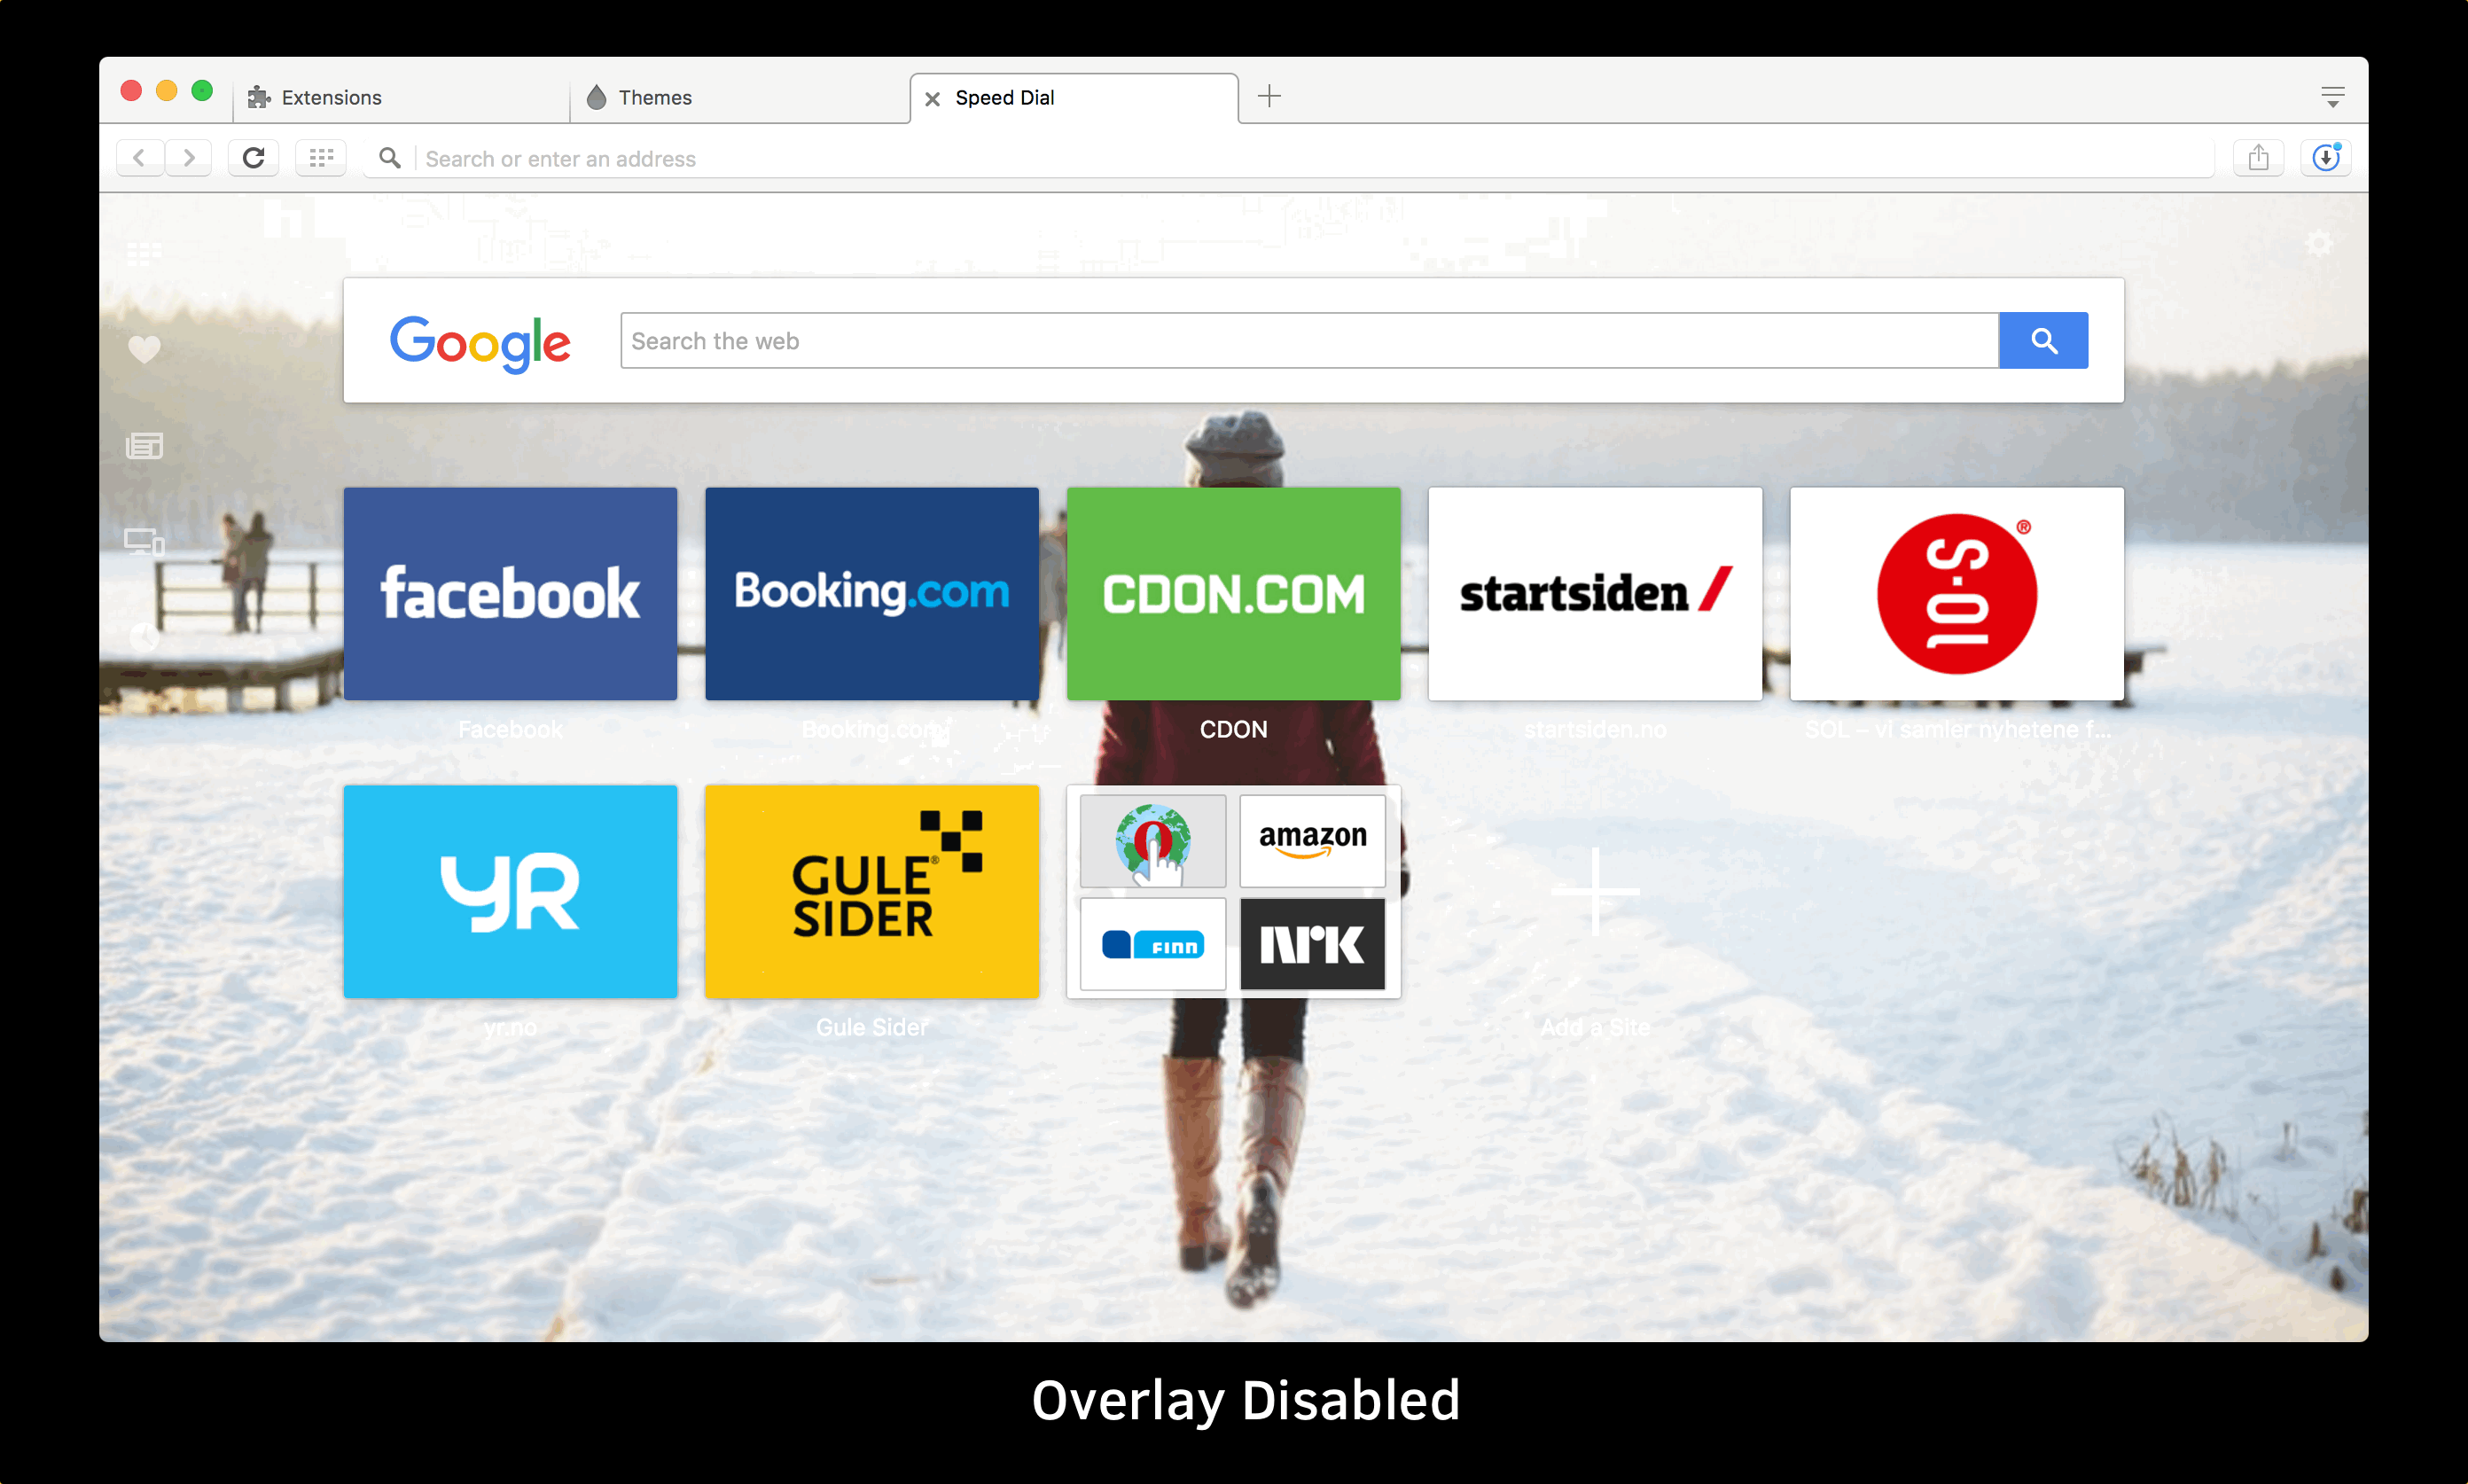 Extensions
Themes
Speed Dial
Search or enter an address
Google
Search the web
facebook
Booking.com
CDON.COM
startsiden
SOL ®
Facebook
Booking.com
CDON
startsiden.no
SOL – vi samler nyhetene f...
yr
GULE
SIDER®
O
amazon
FINN
NRK
yr.no
Gule Sider
Add a Site
Overlay Disabled